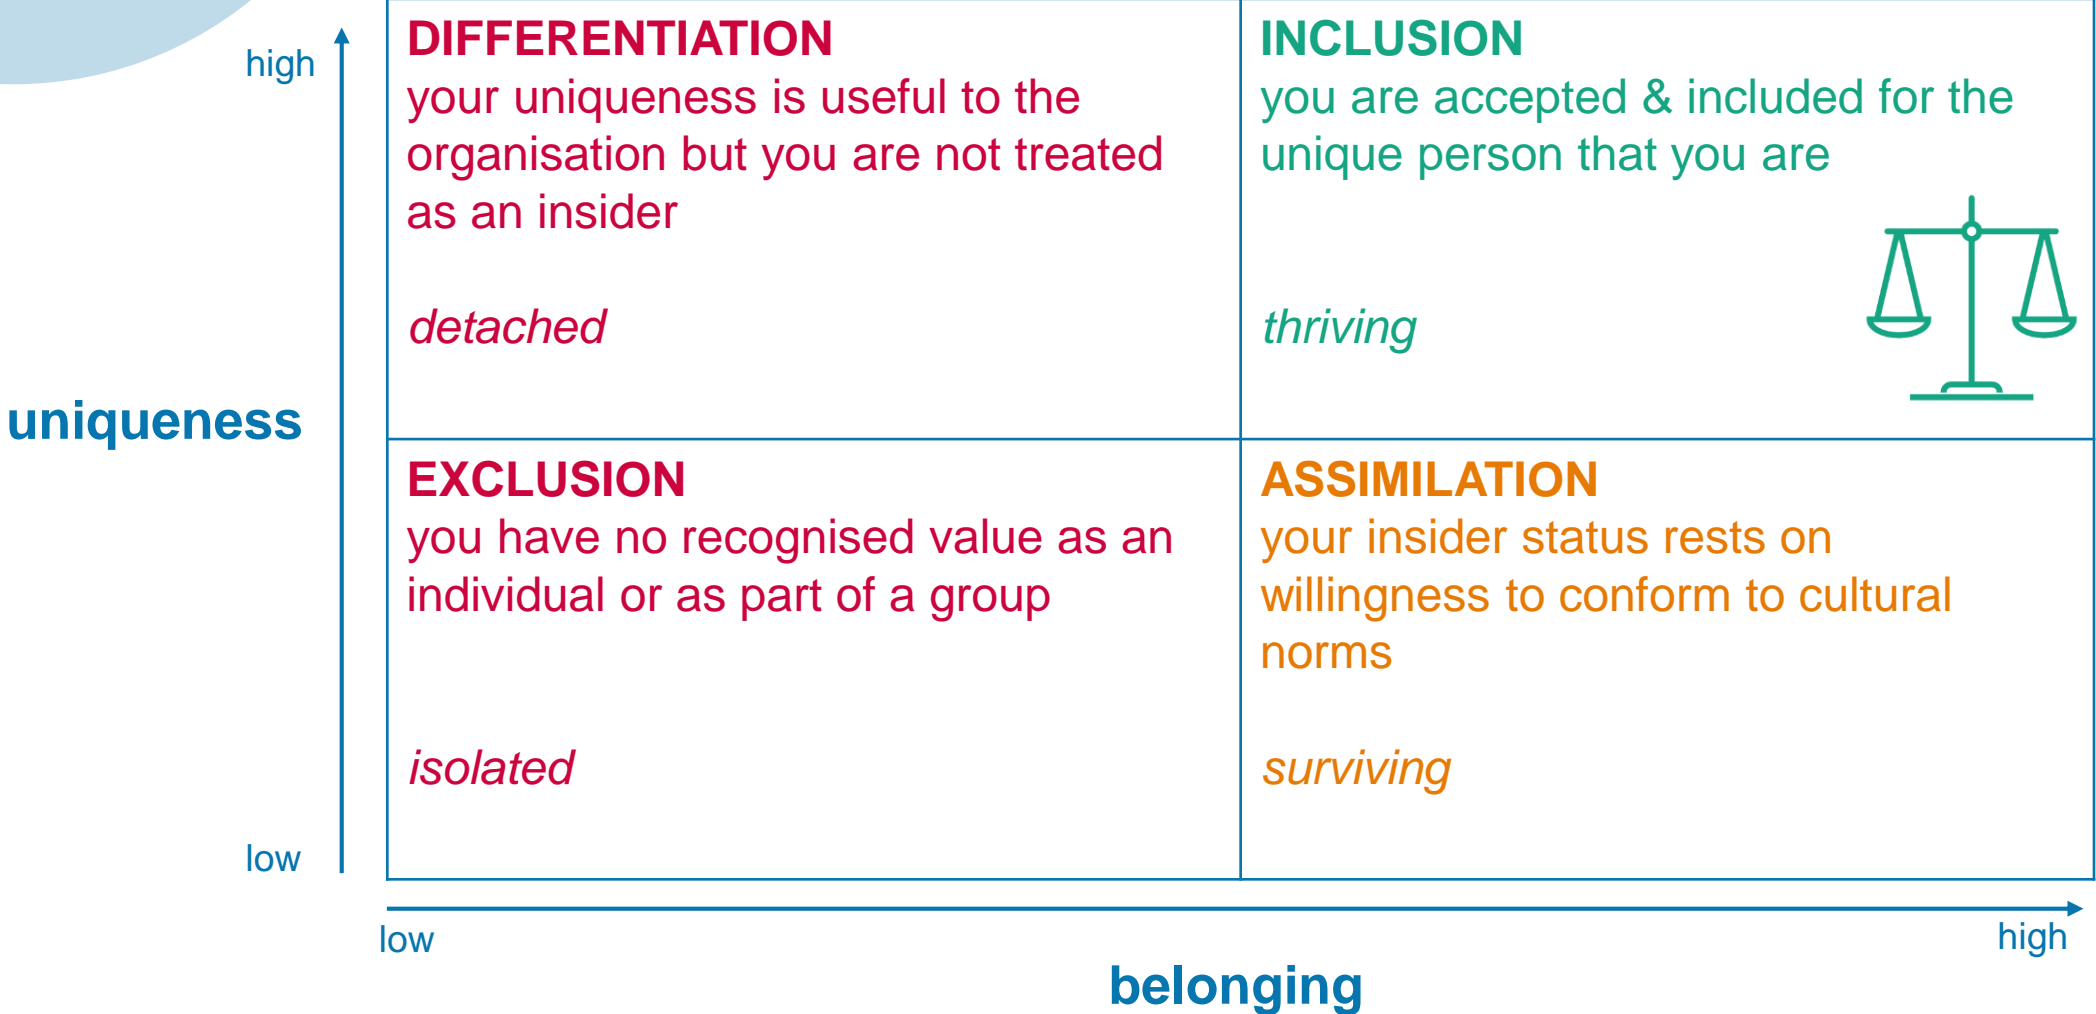 high
DIFFERENTIATION
your uniqueness is useful to the
organisation but you are not treated
as an insider
detached
INCLUSION
you are accepted & included for the
unique person that you are
thriving
uniqueness
EXCLUSION
you have no recognised value as an
individual or as part of a group
isolated
ASSIMILATION
your insider status rests on
willingness to conform to cultural
norms
surviving
low
low
high
belonging